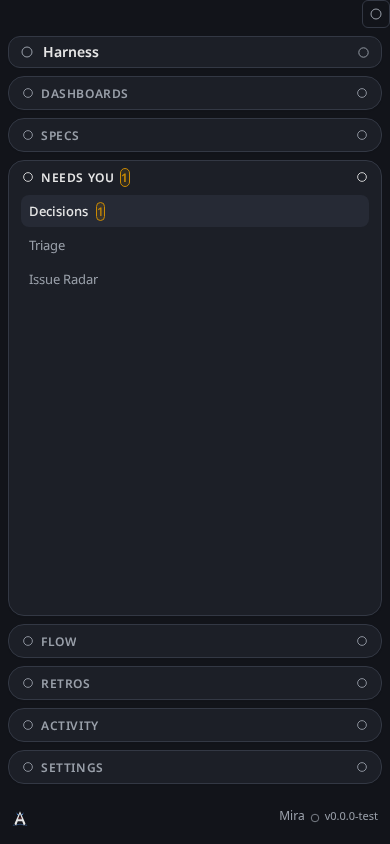 Harness
DASHBOARDS
SPECS
NEEDS YOU 1
Decisions 1
Triage
Issue Radar
FLOW
RETROS
ACTIVITY
SETTINGS
A Mira v0.0.0-test